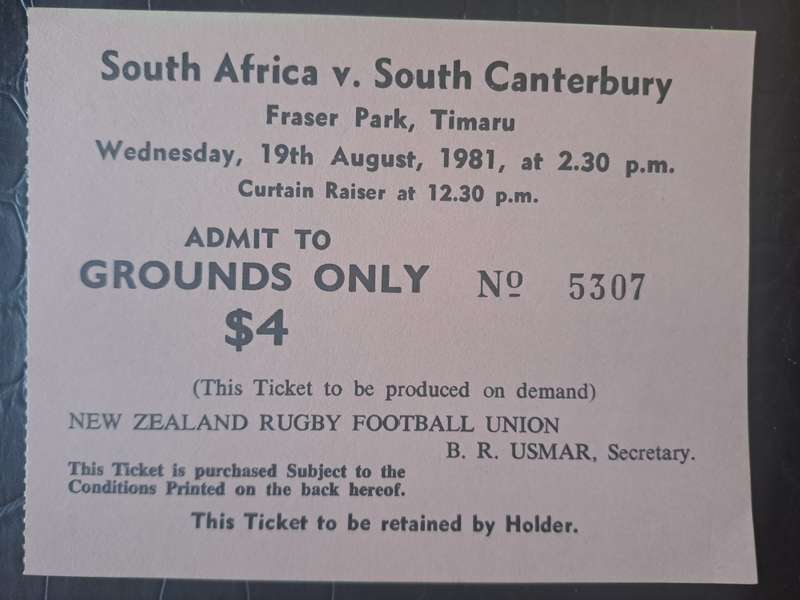 South Africa v. South Canterbury
Fraser Park, Timaru
Wednesday, 19th August, 1981, at 2.30 p.m.
Curtain Raiser at 12.30 p.m.
ADMIT TO
GROUNDS ONLY Nº 5307
$4
(This Ticket to be produced on demand)
NEW ZEALAND RUGBY FOOTBALL UNION
B. R. USMAR, Secretary.
This Ticket is purchased Subject to the
Conditions Printed on the back hereof.
This Ticket to be retained by Holder.